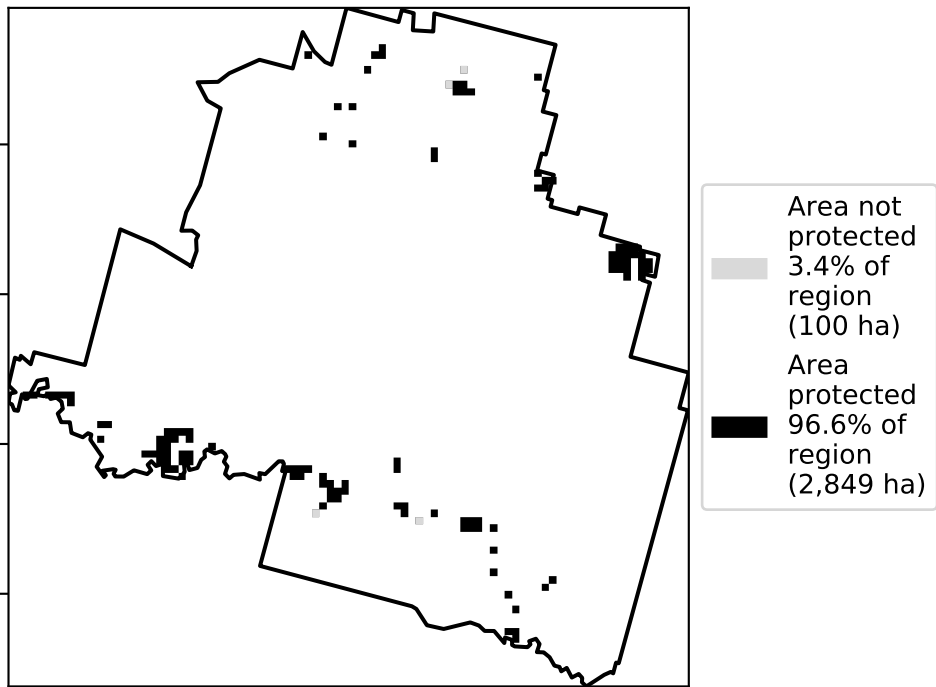 Area not
protected
3.4% of
region
(100 ha)
Area
protected
96.6% of
region
(2,849 ha)